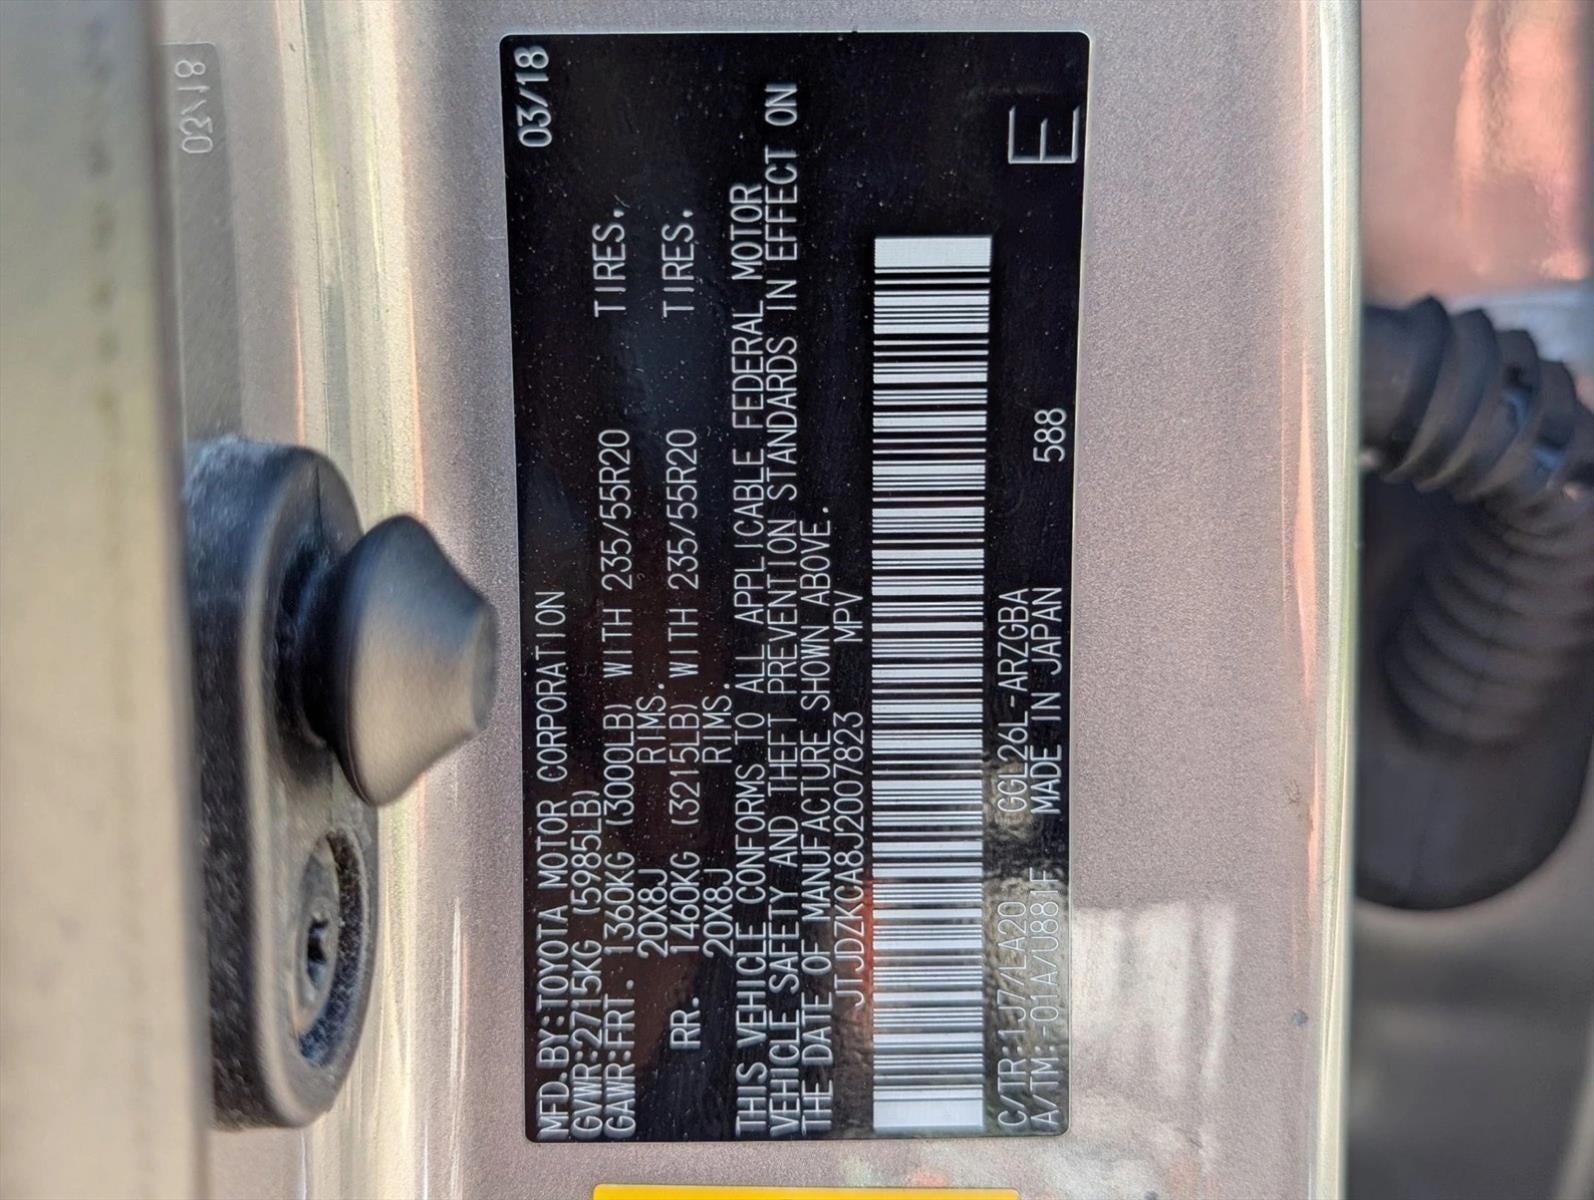 03/18
MFD.BY:TOYOTA MOTOR CORPORATION
GVWR:2715KG (5985LB)
GAWR:FRT. 1360KG (3000LB) WITH 235/55R20 TIRES,
20X8J RIMS.
RR. 1460KG (3215LB) WITH 235/55R20 TIRES,
20X8J RIMS.
THIS VEHICLE CONFORMS TO ALL APPLICABLE FEDERAL MOTOR
VEHICLE SAFETY AND THEFT PREVENTION STANDARDS IN EFFECT ON
THE DATE OF MANUFACTURE SHOWN ABOVE.
JTJDZKCA8J2007823 MPV
C/TR:1J7/LA20 GGL26L-ARZGBA
A/TM:-01A/U881F MADE IN JAPAN 588
E